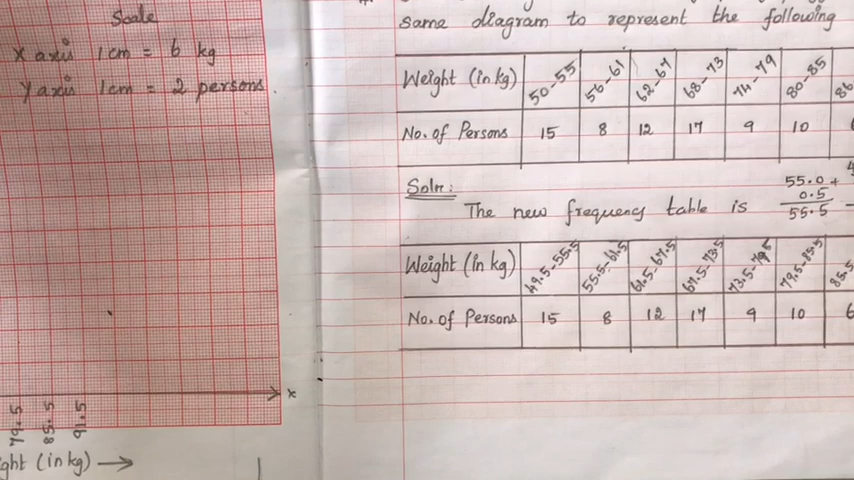 Scale
X axis 1cm = 6 kg
Y axis 1cm = 2 persons
x
79.5 85.5 91.5
ght (in kg) →
same diagram to represent the following
Weight (in kg) 50-55 56-61 62-67 68-73 74-79 80-85 86
No. of Persons 15 8 12 17 9 10
Soln:
55.0 +
0.5
55.5
The new frequency table is
Weight (in kg) 49.5-55.5 55.5-61.5 61.5-67.5 67.5-73.5 73.5-79.5 79.5-85.5 85.5
No. of Persons 15 8 12 17 9 10 6